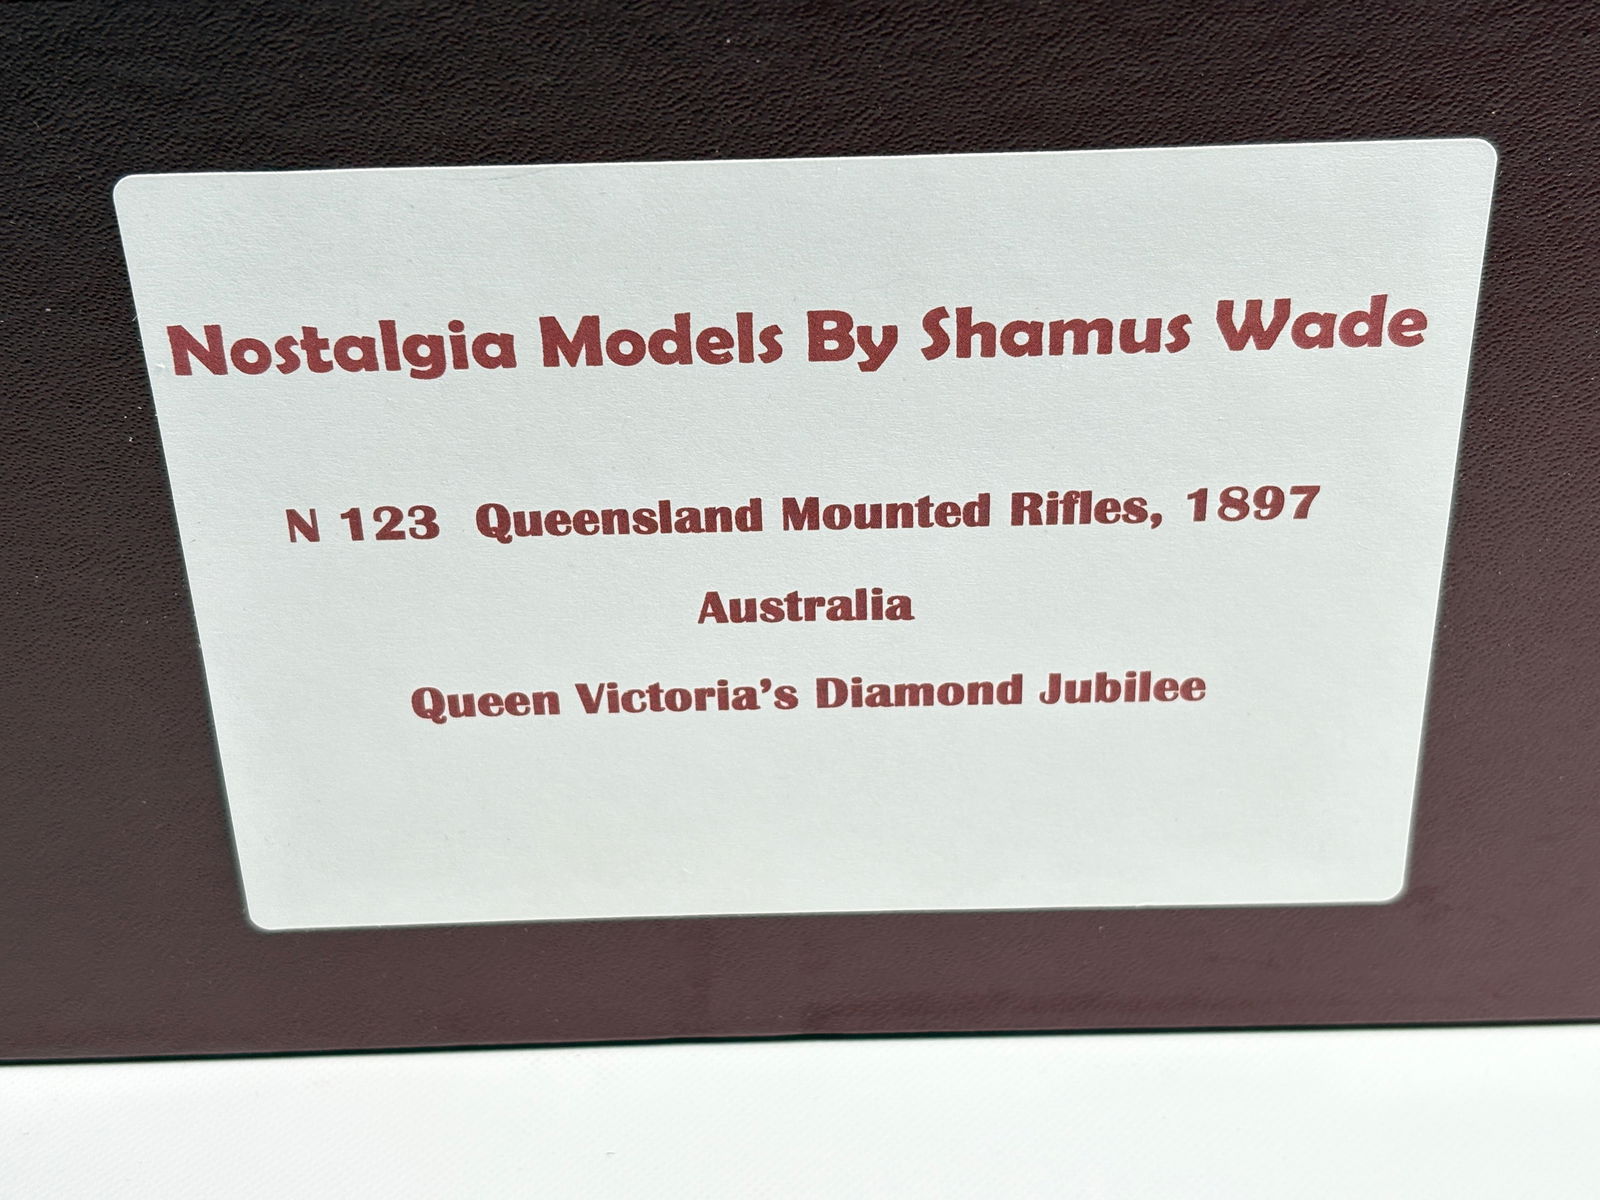 Nostalgia Models By Shamus Wade
N 123 Queensland Mounted Rifles, 1897
Australia
Queen Victoria's Diamond Jubilee